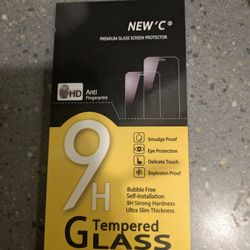 NEW'C®
PREMIUM GLASS SCREEN PROTECTOR
HD
Anti
Fingerprint
9H
Smudge Proof
Eye Protection
Delicate Touch
Explosion Proof
Bubble Free
Self-installation
9H Strong Hardness
Ultra Slim Thickness
Tempered
GLASS